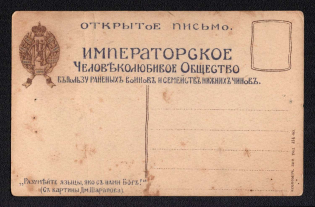 ОТКРЫТОЕ ПИСЬМО.
ИМПЕРАТОРСКОЕ
ЧЕЛОВѢКОЛЮБИВОЕ ОБЩЕСТВО
ВЪ ПОЛЬЗУ РАНЕНЫХЪ ВОИНОВЪ И СЕМЕЙСТВЪ НИЖНИХЪ ЧИНОВЪ.
„РАЗУМѢЙТЕ ЯЗЫЦЫ, ЯКО СЪ НАМИ БОГЪ!“
(СЪ КАРТИНЫ ДМ. ШАРАПОВА)